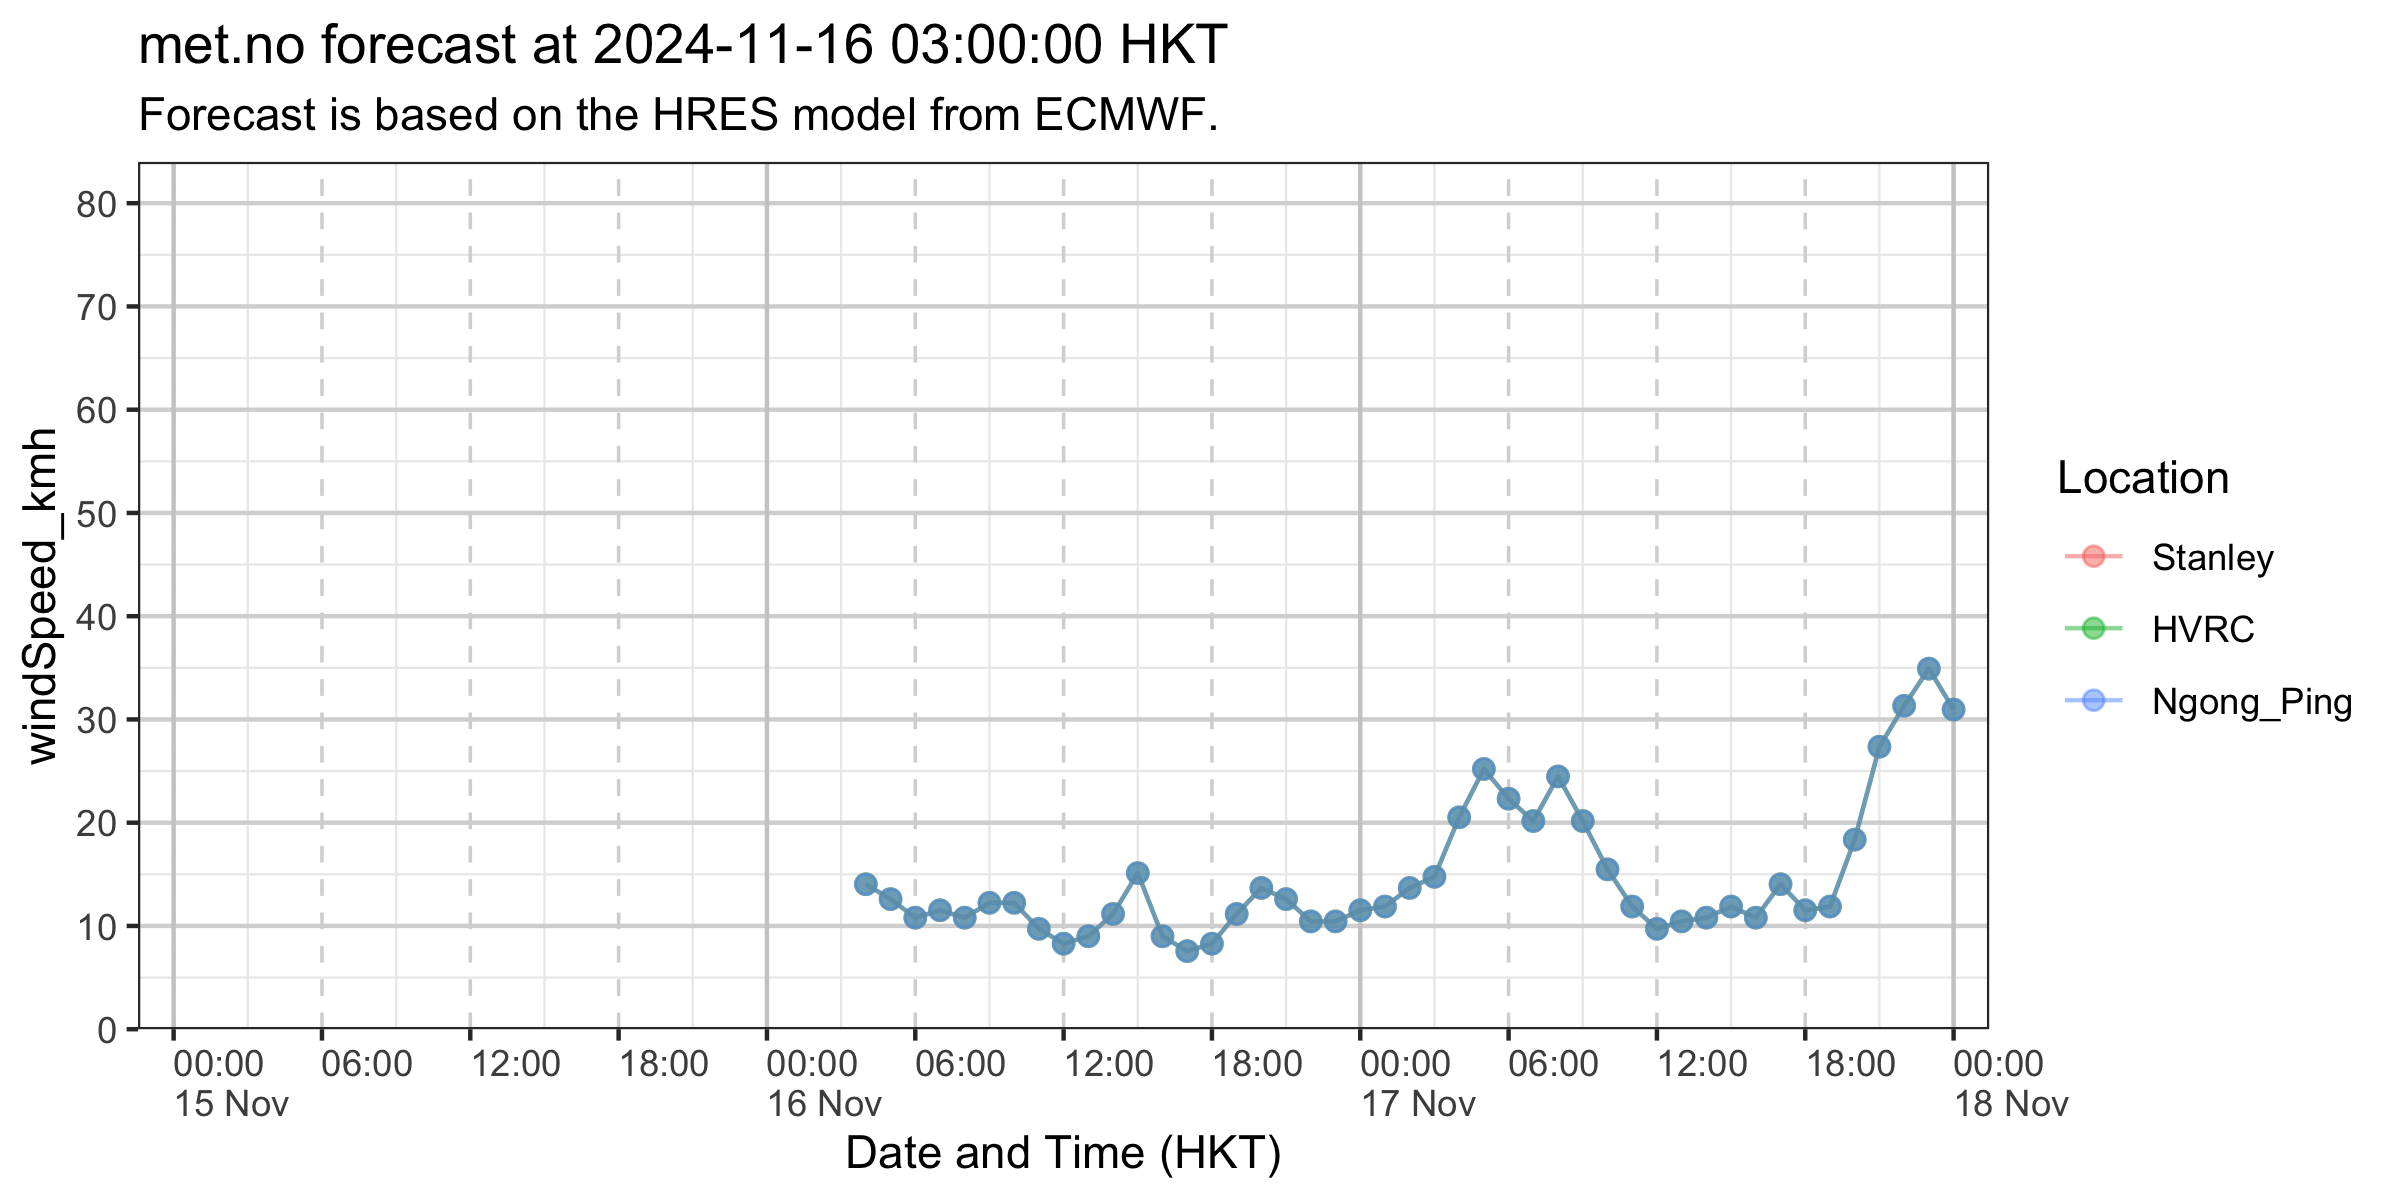 met.no forecast at 2024-11-16 03:00:00 HKT
Forecast is based on the HRES model from ECMWF.
windSpeed_kmh
80
70
60
50
40
30
20
10
0
00:00 06:00 12:00 18:00 00:00 06:00 12:00 18:00 00:00 06:00 12:00 18:00 00:00
15 Nov 16 Nov 17 Nov 18 Nov
Date and Time (HKT)
Location
Stanley
HVRC
Ngong_Ping